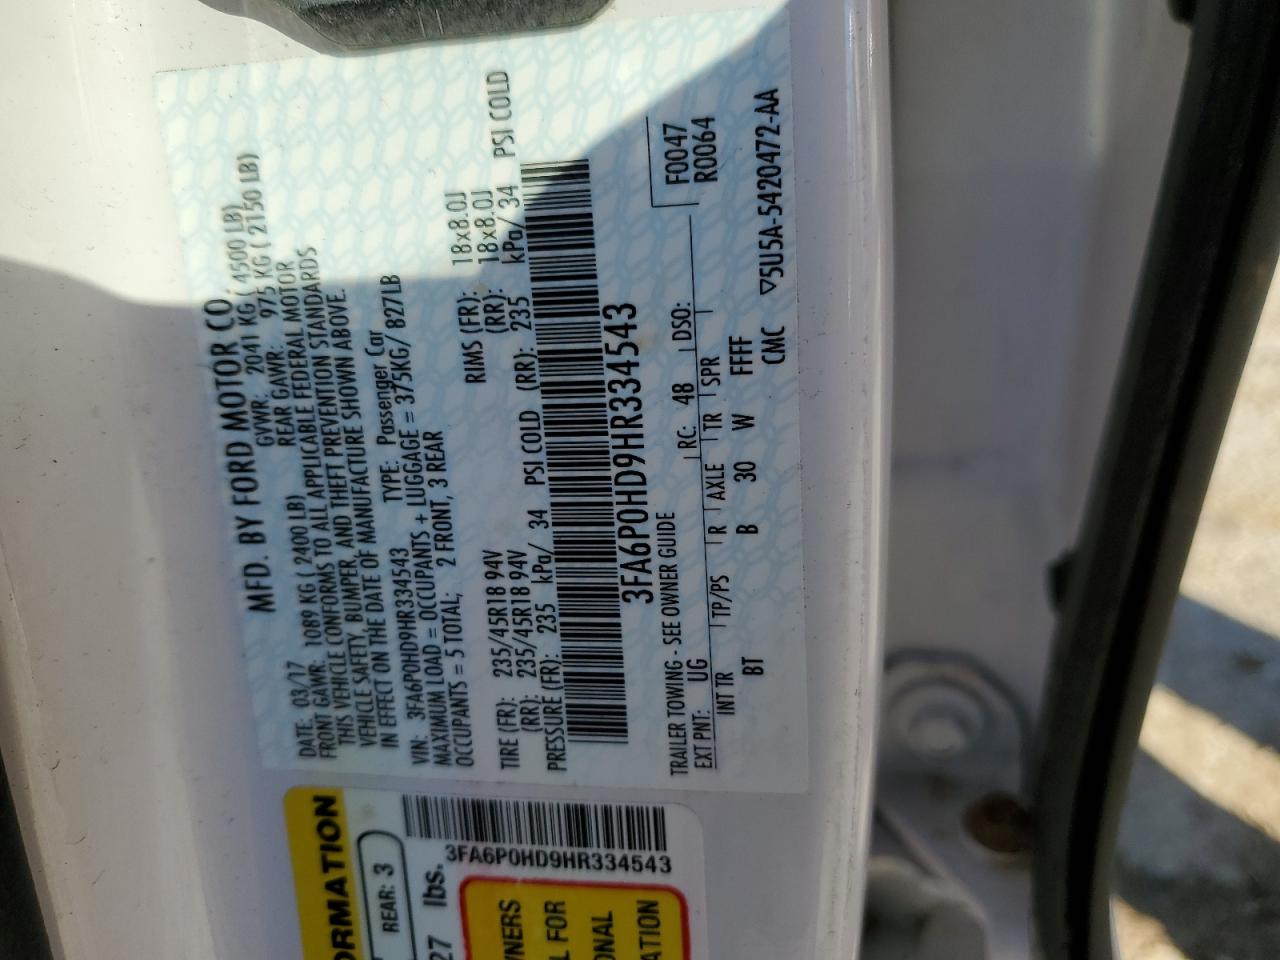 MFD. BY FORD MOTOR CO.
DATE: 03/17 GVWR: 2041 KG ( 4500 LB)
FRONT GAWR: 1089 KG ( 2400 LB) REAR GAWR: 975 KG ( 2150 LB)
THIS VEHICLE CONFORMS TO ALL APPLICABLE FEDERAL MOTOR
VEHICLE SAFETY, BUMPER, AND THEFT PREVENTION STANDARDS
IN EFFECT ON THE DATE OF MANUFACTURE SHOWN ABOVE.
VIN: 3FA6P0HD9HR334543 TYPE: Passenger Car
MAXIMUM LOAD = OCCUPANTS + LUGGAGE = 375KG/ 827LB
OCCUPANTS = 5 TOTAL; 2 FRONT, 3 REAR
RIMS (FR): 18x8.0J
TIRE (FR): 235/45R18 94V (RR): 18x8.0J
(RR): 235/45R18 94V
PRESSURE (FR): 235 kPa/ 34 PSI COLD (RR): 235 kPa/ 34 PSI COLD
3FA6P0HD9HR334543
TRAILER TOWING - SEE OWNER GUIDE
F0047
R0064
EXT PNT: UG RC: 48 DSO:
INT TR TP/PS R AXLE TR SPR
BT B 30 W FFFF
CMC ▽5U5A-5420472-AA
ORMATION
REAR: 3
27 lbs.
3FA6P0HD9HR334543
WNERS
L FOR
ONAL
ATION